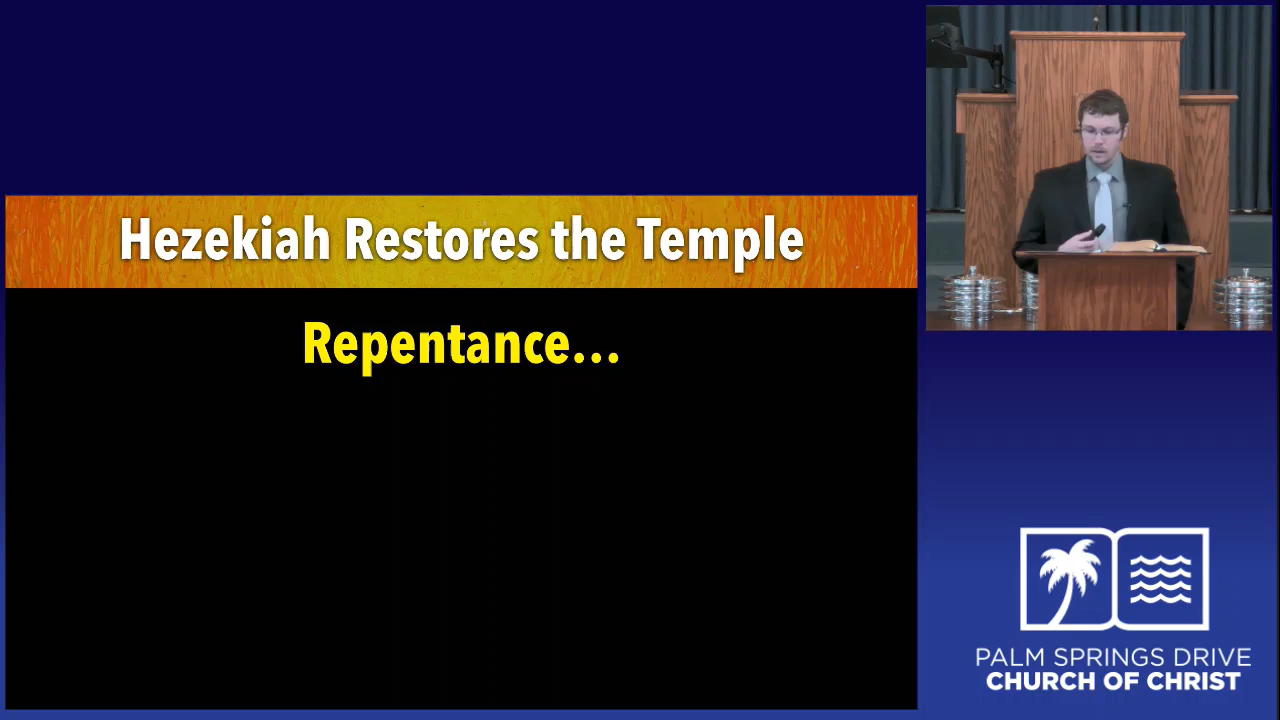 Hezekiah Restores the Temple
Repentance...
PALM SPRINGS DRIVE
CHURCH OF CHRIST